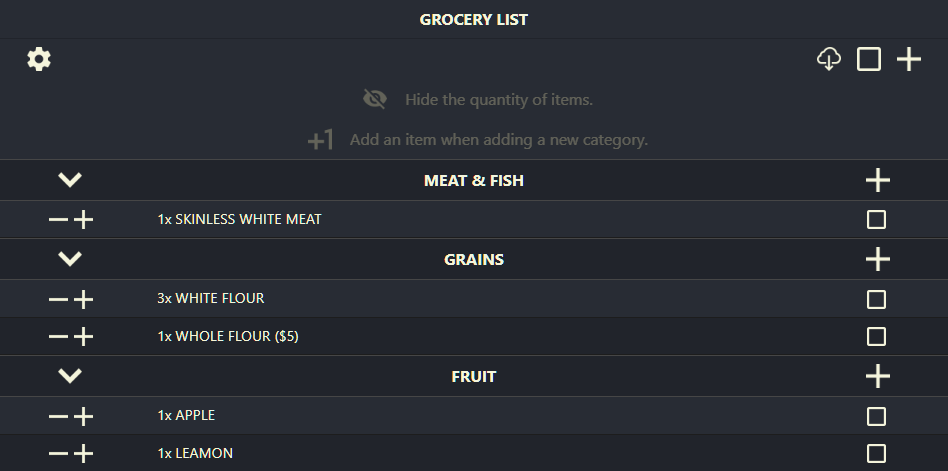 GROCERY LIST
Hide the quantity of items.
+1 Add an item when adding a new category.
MEAT & FISH
1x SKINLESS WHITE MEAT
GRAINS
3x WHITE FLOUR
1x WHOLE FLOUR ($5)
FRUIT
1x APPLE
1x LEAMON